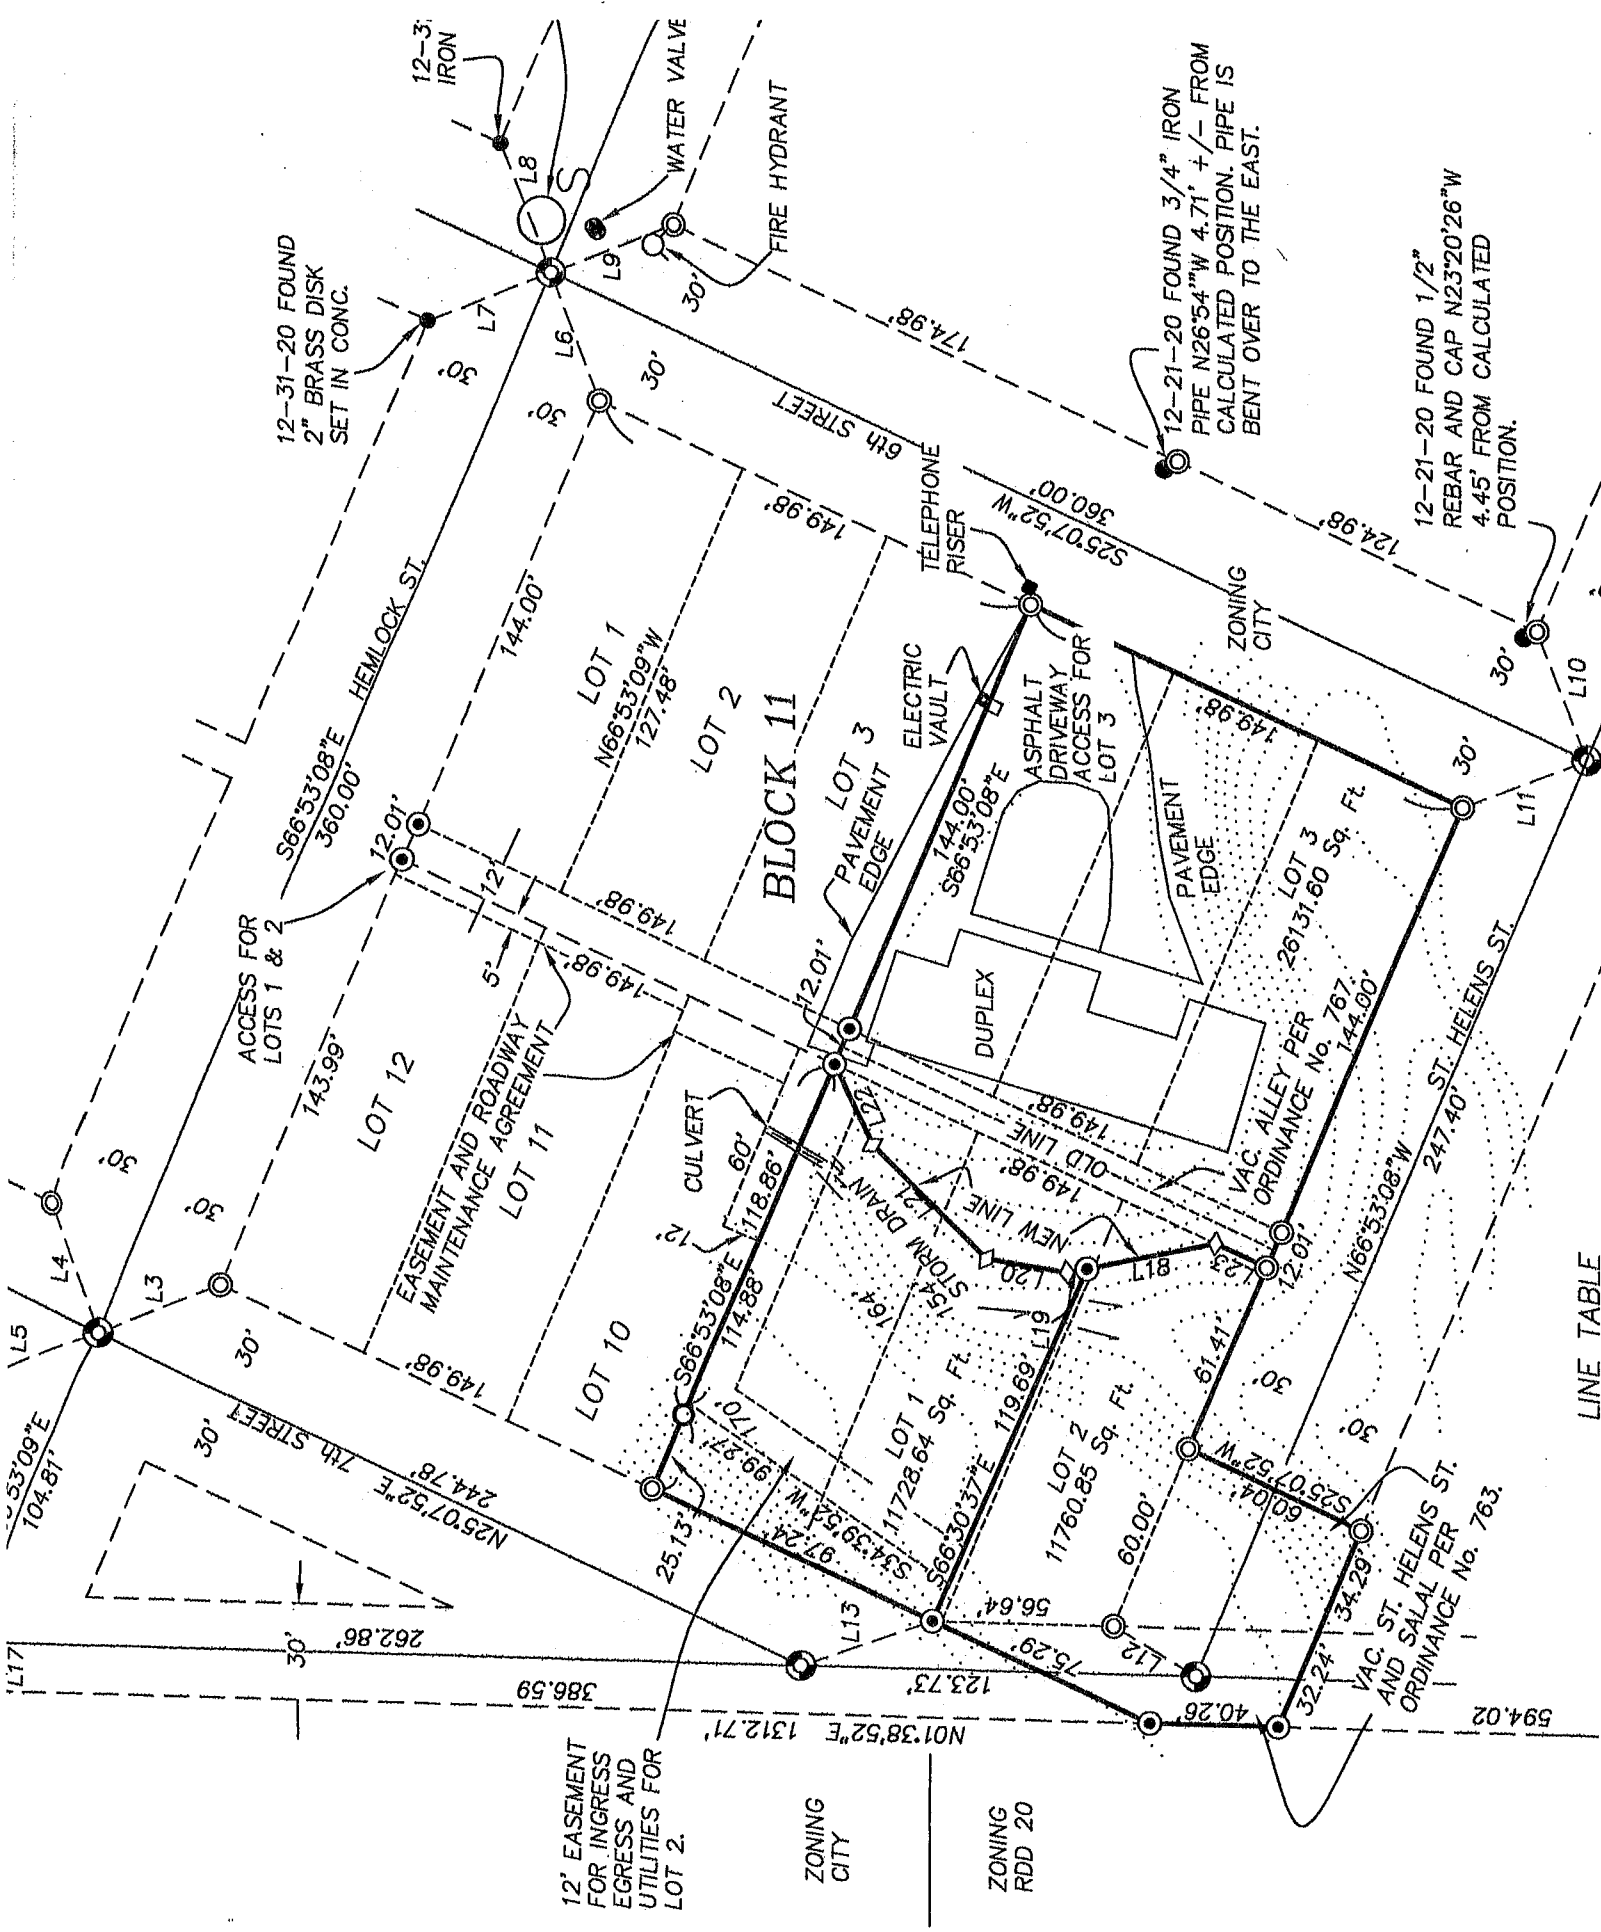 12-31-20 FOUND
2" BRASS DISK
SET IN CONC.
12-3
IRON
L8
S
WATER VALVE
FIRE HYDRANT
L7
L6
L9
30'
30'
30'
30'
174.98'
6th STREET
12-21-20 FOUND 3/4" IRON
PIPE N26°54'"W 4.71' +/- FROM
CALCULATED POSITION. PIPE IS
BENT OVER TO THE EAST.
12-21-20 FOUND 1/2"
REBAR AND CAP N23°20'26"W
4.45' FROM CALCULATED
POSITION.
S66°53'08"E
360.00'
HEMLOCK ST.
144.00'
149.98'
TELEPHONE
RISER
S25°07'52"W
360.00'
124.98'
ACCESS FOR
LOTS 1 & 2
12.01'
12'
5'
LOT 1
N66°53'09"W
127.48'
LOT 2
BLOCK 11
LOT 3
149.98'
149.98'
PAVEMENT
EDGE
ELECTRIC
VAULT
ASPHALT
DRIVEWAY
ACCESS FOR
LOT 3
ZONING
CITY
30'
L10
149.98'
30'
L11
143.99'
LOT 12
EASEMENT AND ROADWAY
MAINTENANCE AGREEMENT
LOT 11
12.01'
144.00'
S66°53'08"E
DUPLEX
PAVEMENT
EDGE
LOT 3
26131.60 Sq. Ft.
144.00'
ST. HELENS ST.
30'
30'
L4
L3
L5
CULVERT
60'
12'
118.86'
S66°53'08"E
114.88'
L22
L21
149.98'
OLD LINE
149.98'
NEW LINE
VAC. ALLEY PER
ORDINANCE No. 767.
N66°53'08"W
247.40'
STORM DRAIN
154'
164'
170'
L20
L18
L19
L23
12.01'
149.98'
30'
LOT 10
7th STREET
30'
N25°07'52"E
244.78'
53'09"E
104.81'
25.13'
99.27'
S34°39'52"W
97.24'
LOT 1
11728.64 Sq. Ft.
119.69'
S66°30'37"E
LOT 2
11760.85 Sq. Ft.
61.41'
30'
30'
60.00'
S25°07'52"W
60.04'
LINE TABLE
56.64'
L13
L12
75.29'
34.29'
32.24'
40.26'
VAC. ST. HELENS ST.
AND SALAL PER
ORDINANCE No. 763.
L17
30'
262.86'
386.59
123.73'
N01°38'52"E 1312.71'
594.02
12' EASEMENT
FOR INGRESS
EGRESS AND
UTILITIES FOR
LOT 2.
ZONING
CITY
ZONING
RDD 20